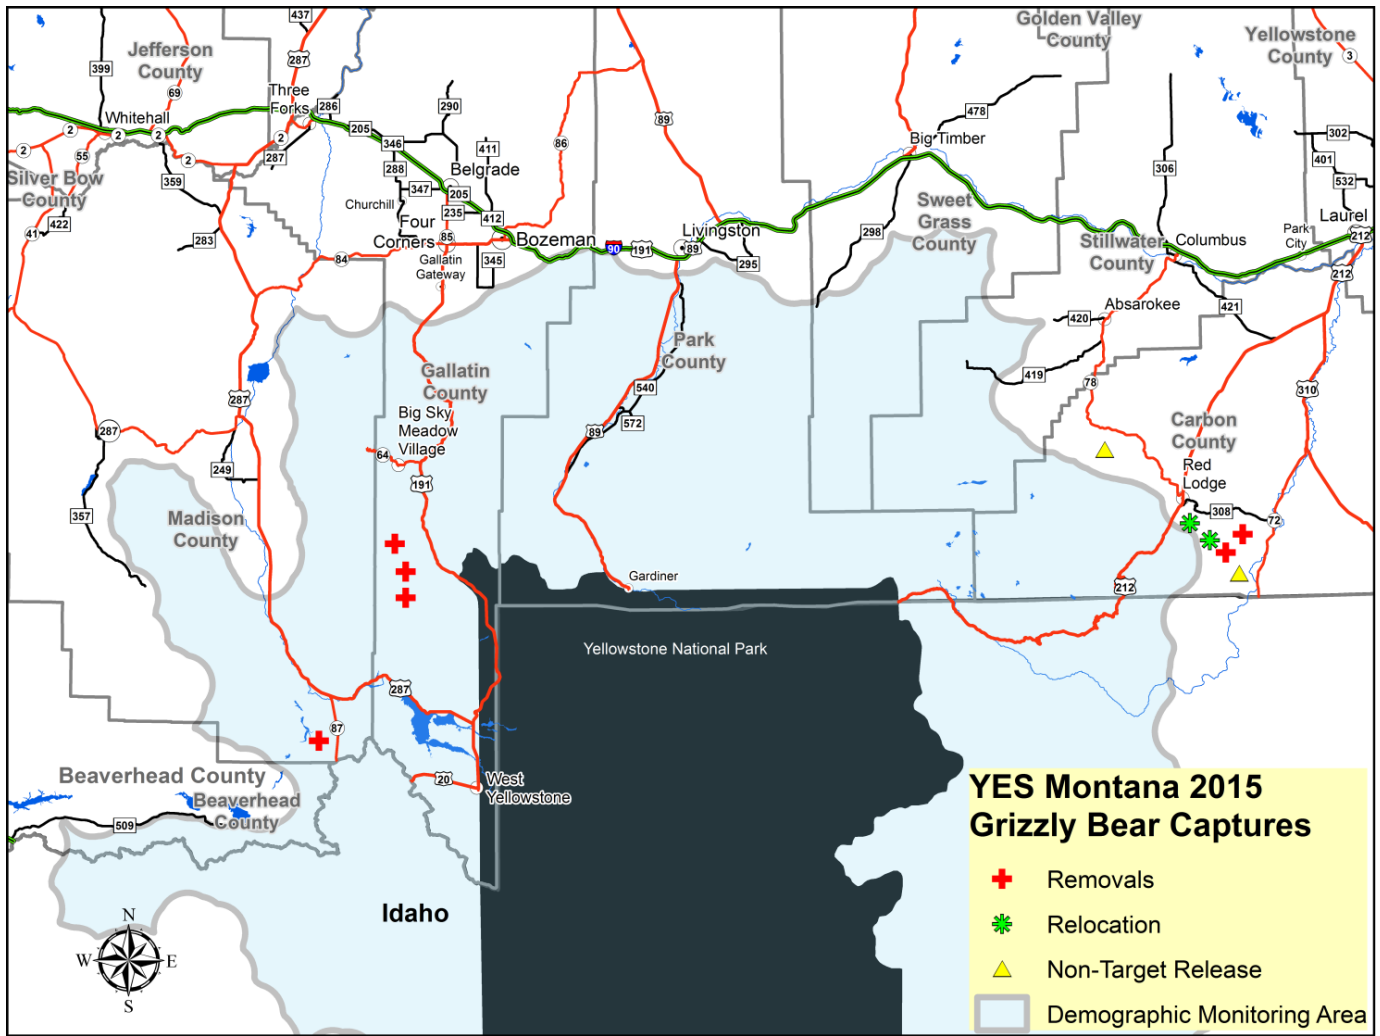 437
Golden Valley
County
Yellowstone
County
Jefferson
County
399
287
3
69
Three
Forks
286
290
478
Whitehall
89
2
2
2
205
346
411
86
Big Timber
302
2
55
2
287
288
Belgrade
401
306
Silver Bow
County
359
347
205
532
422
Churchill
235
412
Sweet
Grass
County
Laurel
41
283
Four
Corners
85
Bozeman
90
191
Livingston
89
298
Stillwater
County
Columbus
Park
City
212
84
Gallatin
Gateway
345
295
212
Absarokee
421
420
Park
County
Gallatin
County
419
78
287
540
310
Big Sky
Meadow
Village
572
89
Carbon
County
287
64
249
191
Red
Lodge
357
Madison
County
308
72
Gardiner
212
Yellowstone National Park
287
87
Beaverhead County
20
West
Yellowstone
Beaverhead
County
509
YES Montana 2015
Grizzly Bear Captures
Removals
Idaho
N
W
E
S
Relocation
Non-Target Release
Demographic Monitoring Area